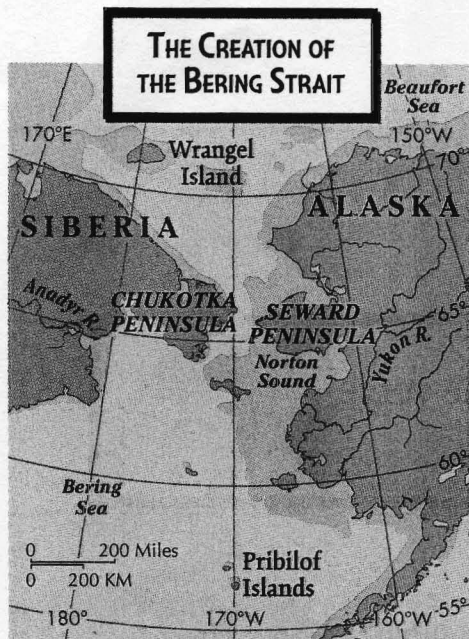 THE CREATION OF
THE BERING STRAIT
Beaufort
Sea
170°E
150°W
70°
Wrangel
Island
SIBERIA
ALASKA
Anadyr R.
CHUKOTKA
PENINSULA
SEWARD
PENINSULA
65°
Norton
Sound
Yukon R.
60°
Bering
Sea
0 200 Miles
0 200 KM
Pribilof
Islands
180°
170°W
160°W
55°